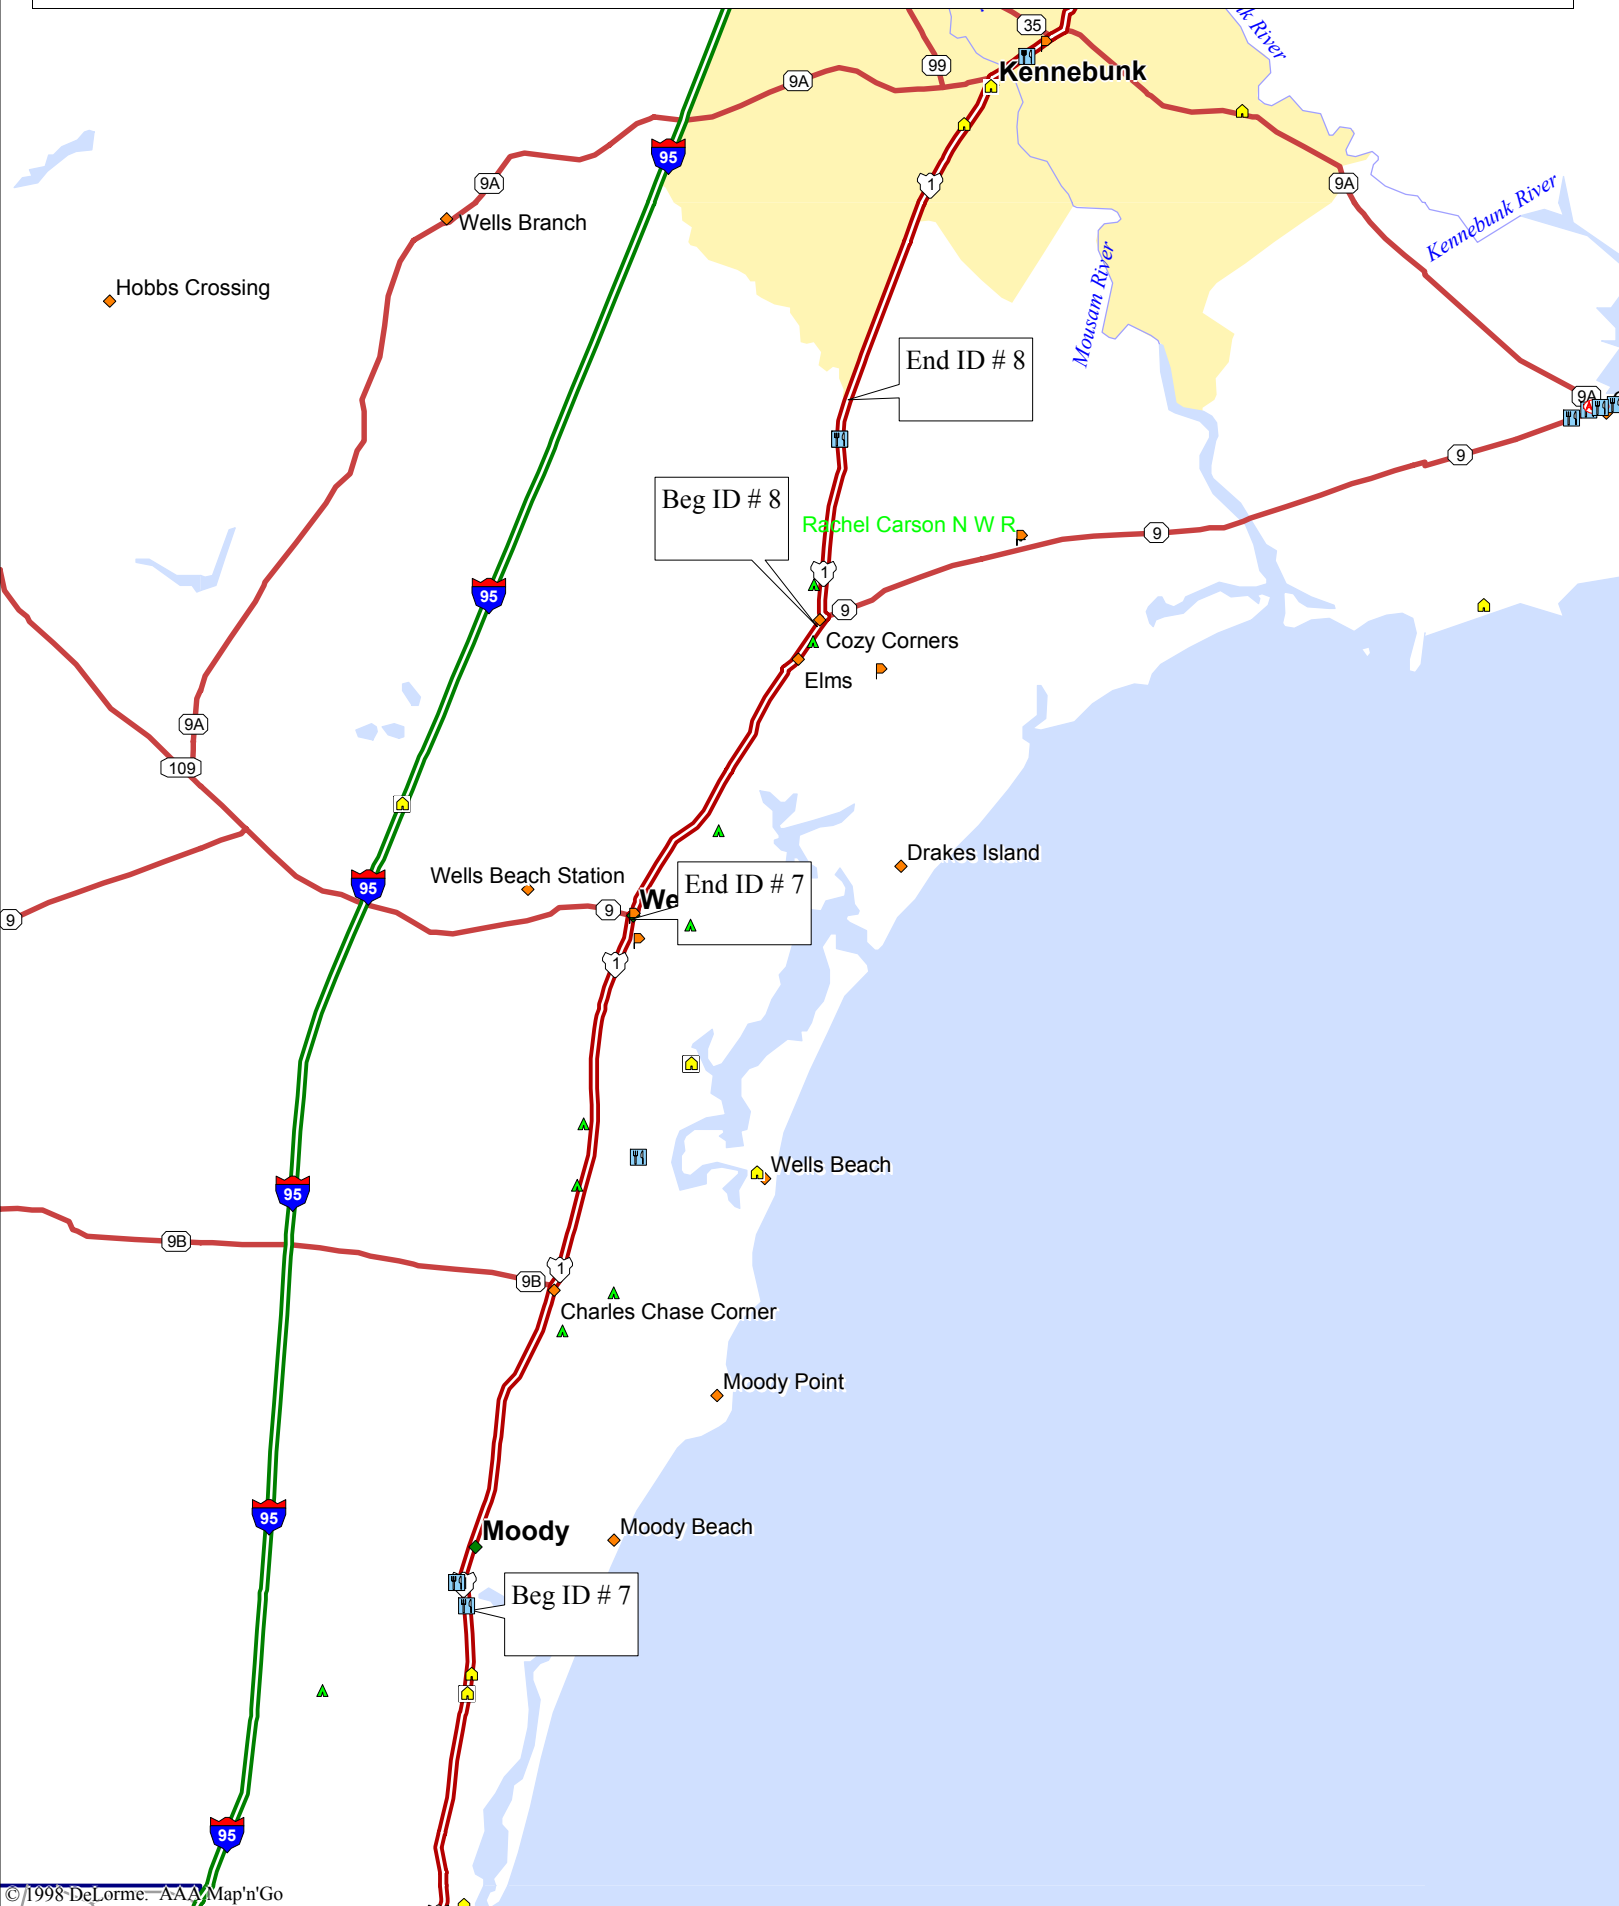 uk River
35
99
Kennebunk
9A
95
9A
1
9A
Wells Branch
Kennebunk River
Hobbs Crossing
Mousam River
End ID # 8
9A
9
Beg ID # 8
Rachel Carson N W R
9
1
95
9
Cozy Corners
Elms
9A
109
Drakes Island
Wells Beach Station
End ID # 7
95
We
9
9
1
Wells Beach
95
9B
1
9B
Charles Chase Corner
Moody Point
95
Moody
Moody Beach
Beg ID # 7
95
© 1998 DeLorme. AAA Map'n'Go